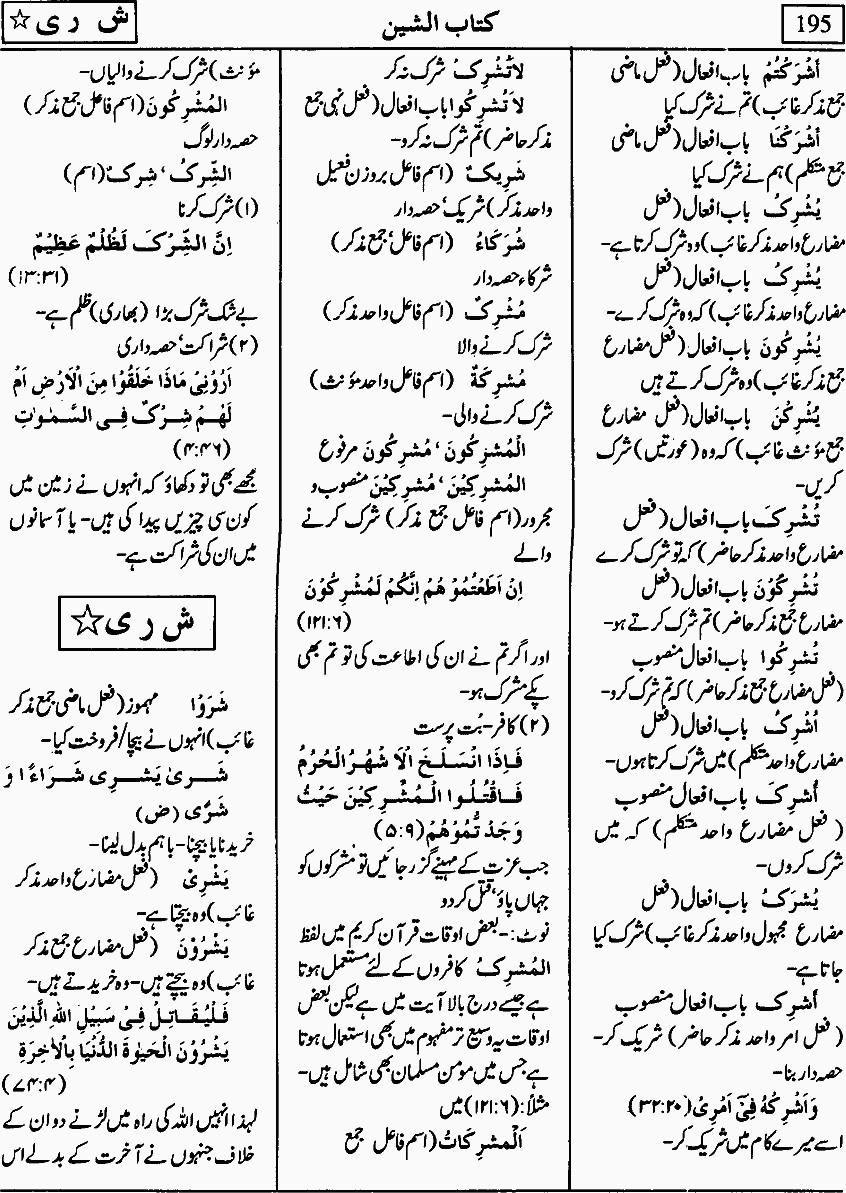 195
کتاب الشین
ش ر ی ☆
أَشْرَكْتُمْ باب افعال (فعل ماضی
جمع مذکر غائب) تم نے شرک کیا
أَشْرَكْنَا باب افعال (فعل ماضی
جمع متکلم) ہم نے شرک کیا
يُشْرِكُ باب افعال (فعل
مضارع واحد مذکر غائب) وہ شرک کرتا ہے۔
يُشْرِكُ باب افعال (فعل
مضارع واحد مذکر غائب) کہ وہ شرک کرے۔
يُشْرِكُونَ باب افعال (فعل مضارع
جمع مذکر غائب) وہ شرک کرتے ہیں
يُشْرِكْنَ باب افعال (فعل مضارع
جمع مؤنث غائب) کہ وہ (عورتیں) شرک
کریں۔
تُشْرِكَ باب افعال (فعل
مضارع واحد مذکر حاضر) کہ تو شرک کرے
تُشْرِكُوْنَ باب افعال (فعل
مضارع جمع مذکر حاضر) تم شرک کرتے ہو۔
تُشْرِكُوا باب افعال منصوب
(فعل مضارع جمع مذکر حاضر) کہ تم شرک کرو۔
أُشْرِكُ باب افعال (فعل
مضارع واحد متکلم) میں شرک کرتا ہوں۔
أُشْرِكَ باب افعال منصوب
(فعل مضارع واحد متکلم) کہ میں
شرک کروں۔
يُشْرَكُ باب افعال (فعل
مضارع مجہول واحد مذکر غائب) شرک کیا
جاتا ہے۔
أَشْرِكْ باب افعال منصوب
(فعل امر واحد مذکر حاضر) شریک کر۔
حصہ دار بنا۔
وَأَشْرِكْهُ فِيْٓ أَمْرِيْ (۲۰:۳۲)
اسے میرے کام میں شریک کر۔
لَاتُشْرِكْ شرک نہ کر
لَا تُشْرِكُوا باب افعال (فعل نہی جمع
مذکر حاضر) تم شرک نہ کرو۔
شَرِيكٌ (اسم فاعل بروزن فعیل
واحد مذکر) شریک، حصہ دار
شُرَكَاءُ (اسم فاعل، جمع مذکر)
شرکاء حصہ دار
مُشْرِكٌ (اسم فاعل واحد مذکر)
شرک کرنے والا
مُشْرِكَةٌ (اسم فاعل واحد مؤنث)
شرک کرنے والی۔
الْمُشْرِكُونَ، مُشْرِكُونَ مرفوع
الْمُشْرِكِيْنَ، مُشْرِكِيْنَ منصوب و
مجرور (اسم فاعل جمع مذکر) شرک کرنے
والے
اِنْ اَطَعْتُمُوْ هُمْ اِنَّكُمْ لَمُشْرِكُوْنَ
(۶:۱۲۱)
اور اگر تم نے ان کی اطاعت کی تو تم بھی
پکے مشرک ہو۔
(۲) کافر۔ بُت پرست
فَاِذَا انْسَلَخَ الْاَ شْهُرُ الْحُرُمُ
فَاقْتُلُوا الْمُشْرِكِيْنَ حَيْثُ
وَجَدْ تُّمُوْهُمْ (۹:۵)
جب عزت کے مہینے گزر جائیں تو مشرکوں کو
جہاں پاؤ، قتل کر دو
نوٹ:۔ بعض اوقات قرآن کریم میں لفظ
الْمُشْرِكُ کافروں کے لئے مستعمل ہوتا
ہے جیسے درج بالا آیت میں ہے لیکن بعض
اوقات یہ وسیع تر مفہوم میں بھی استعمال ہوتا
ہے جس میں مومن مسلمان بھی شامل ہیں۔
مثلاً: (۶:۱۲۱) میں
اَلْمُشْرِكَاتُ (اسم فاعل جمع
مؤنث) شرک کرنے والیاں۔
الْمُشْرِكُونَ (اسم فاعل جمع مذکر)
حصہ دار لوگ
الشِّرْكُ، شِرْكٌ (اسم)
(۱) شرک کرنا
اِنَّ الشِّرْكَ لَظُلْمٌ عَظِيْمٌ
(۳۱:۱۳)
بے شک شرک بڑا (بھاری) ظلم ہے۔
(۲) شراکت، حصہ داری
اَرُوْنِيْ مَاذَا خَلَقُوْا مِنَ الْاَرْضِ اَمْ
لَهُمْ شِرْكٌ فِي السَّمٰوٰتِ
(۴۶:۴)
مجھے بھی تو دکھاؤ کہ انہوں نے زمین میں
کون سی چیزیں پیدا کی ہیں۔ یا آسمانوں
میں ان کی شراکت ہے۔
ش ر ی ☆
شَرَوْا مہموز (فعل ماضی جمع مذکر
غائب) انہوں نے بیچا/فروخت کیا۔
شَرىٰ يَشْرِى شَرَاءًا وَ
شَرًى (ض)
خریدنا یا بیچنا۔ باہم بدل لینا۔
يَشْرِيْ (فعل مضارع واحد مذکر
غائب) وہ بیچتا ہے۔
يَشْرُوْنَ (فعل مضارع جمع مذکر
غائب) وہ بیچتے ہیں۔ وہ خریدتے ہیں۔
فَلْيُقَاتِلْ فِيْ سَبِيْلِ اللهِ الَّذِيْنَ
يَشْرُوْنَ الْحَيٰوةَ الدُّنْيَا بِالْاٰخِرَةِ
(۴:۷۴)
لہذا انہیں اللہ کی راہ میں لڑنے دو ان کے
خلاف جنہوں نے آخرت کے بدلے اس